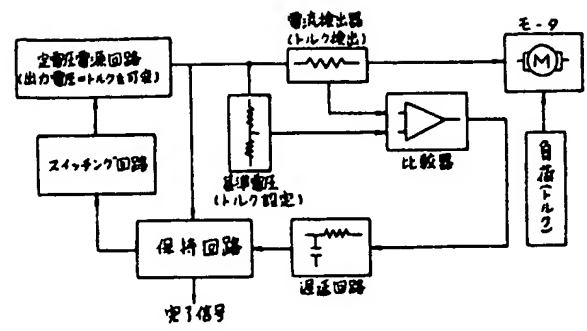 電流検出器
(トルク検出)
モータ
定電圧電源回路
(出力電圧=トルクを可変)
M
スイッチング回路
基準電圧
(トルク設定)
比較器
負荷(トルク)
保持回路
遅延回路
完了信号